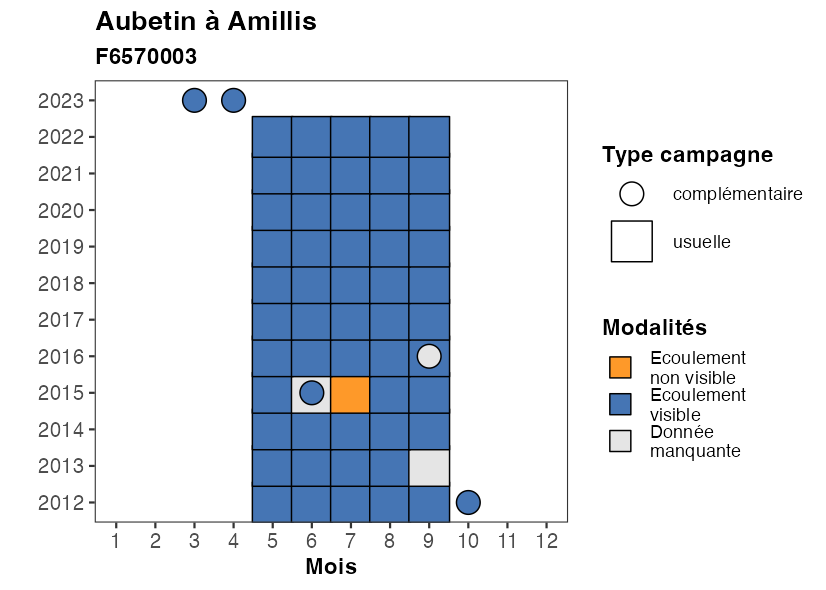 Aubetin à Amillis
F6570003
2023
2022
2021
2020
2019
2018
2017
2016
2015
2014
2013
2012
1 2 3 4 5 6 7 8 9 10 11 12
Mois
Type campagne
complémentaire
usuelle
Modalités
Ecoulement
non visible
Ecoulement
visible
Donnée
manquante